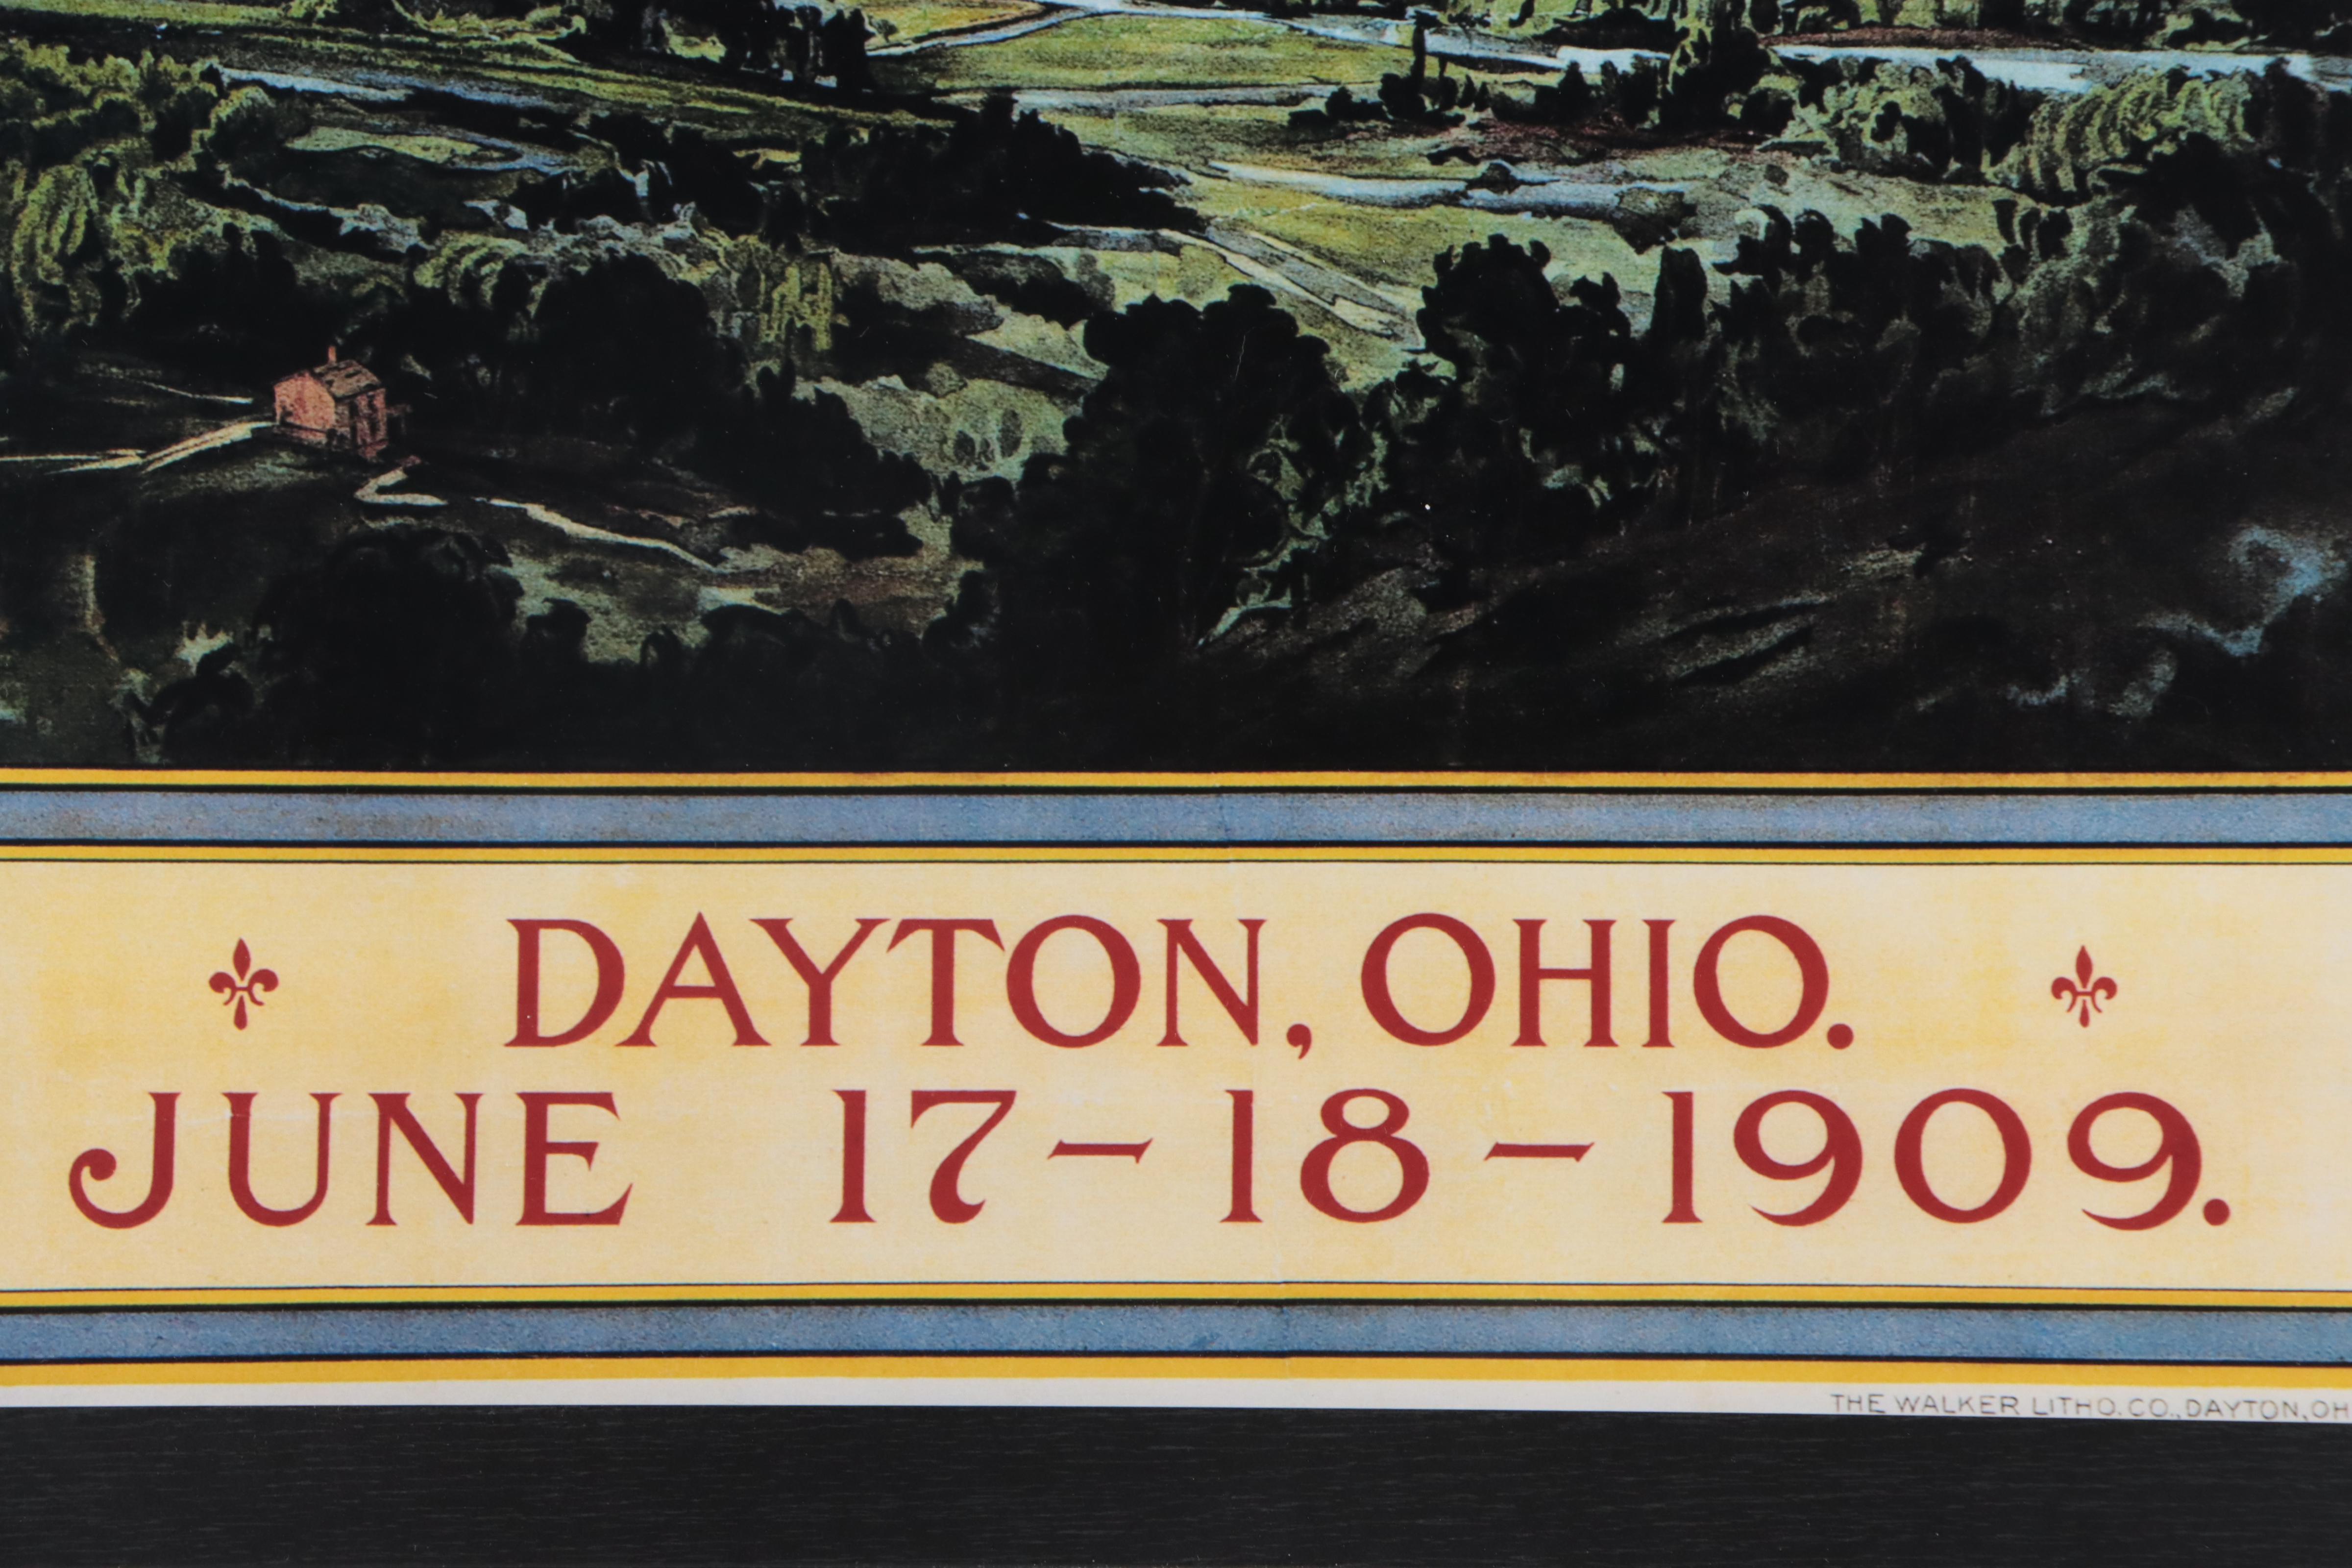 DAYTON, OHIO.
JUNE 17-18-1909.
THE WALKER LITHO. CO., DAYTON, OH